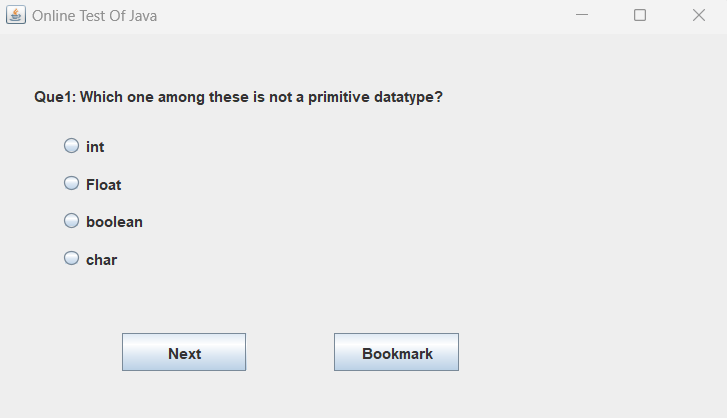 Online Test Of Java
Que1: Which one among these is not a primitive datatype?
int
Float
boolean
char
Next
Bookmark